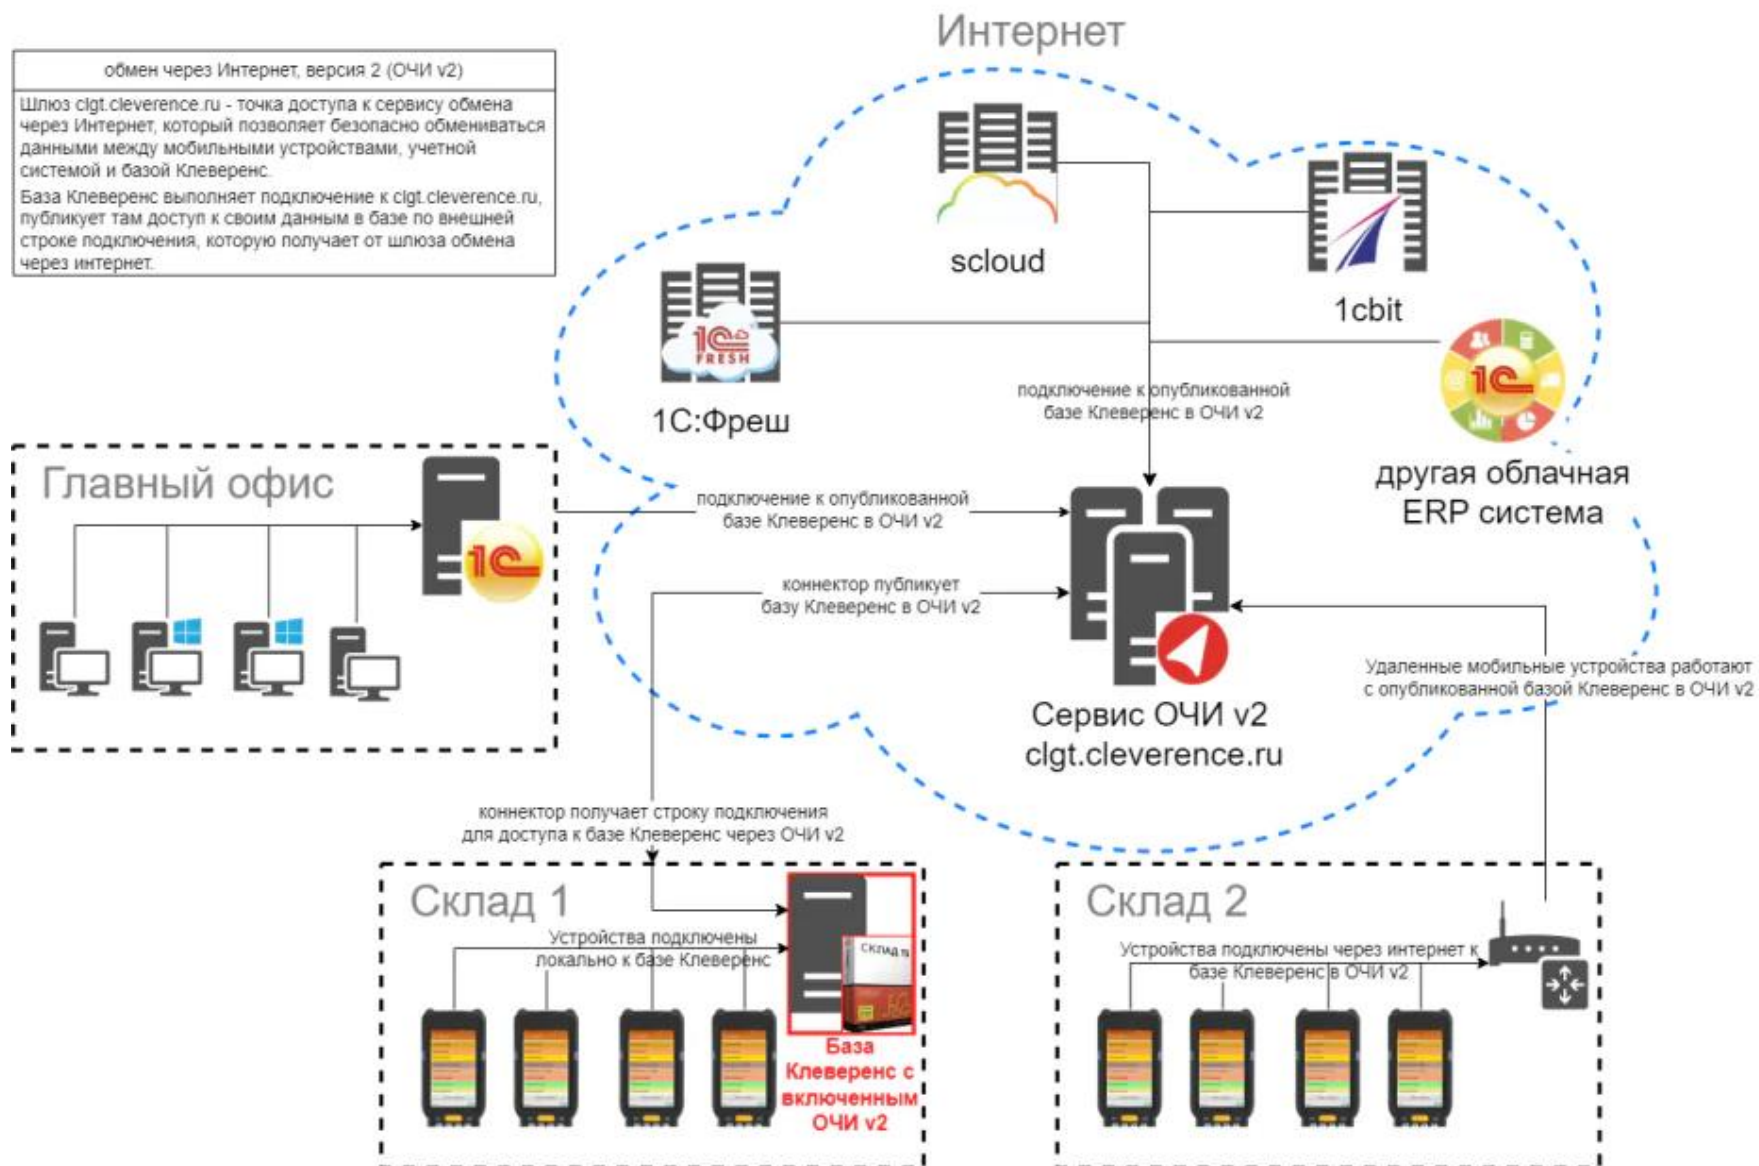 Интернет
обмен через Интернет, версия 2 (ОЧИ v2)
Шлюз clgt.cleverence.ru - точка доступа к сервису обмена
через Интернет, который позволяет безопасно обмениваться
данными между мобильными устройствами, учетной
системой и базой Клеверенс.
База Клеверенс выполняет подключение к clgt.cleverence.ru,
публикует там доступ к своим данным в базе по внешней
строке подключения, которую получает от шлюза обмена
через интернет.
scloud
1cbit
1С
FRESH
1С:Фреш
1С
другая облачная
ERP система
подключение к опубликованной
базе Клеверенс в ОЧИ v2
Главный офис
1С
подключение к опубликованной
базе Клеверенс в ОЧИ v2
коннектор публикует
базу Клеверенс в ОЧИ v2
Сервис ОЧИ v2
clgt.cleverence.ru
Удаленные мобильные устройства работают
с опубликованной базой Клеверенс в ОЧИ v2
коннектор получает строку подключения
для доступа к базе Клеверенс через ОЧИ v2
Склад 1
Устройства подключены
локально к базе Клеверенс
СКЛАД 15
База
Клеверенс с
включенным
ОЧИ v2
Склад 2
Устройства подключены через интернет к
базе Клеверенс в ОЧИ v2